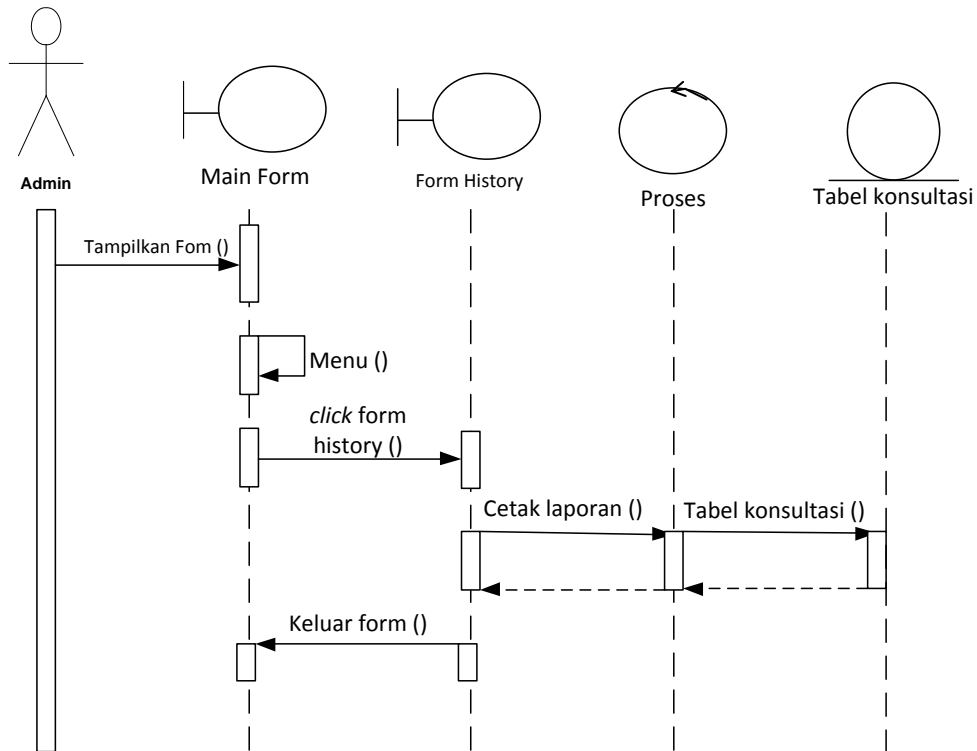 Admin
Main Form
Form History
Proses
Tabel konsultasi
Tampilkan Fom ()
Menu ()
click form
history ()
Cetak laporan ()
Tabel konsultasi ()
Keluar form ()